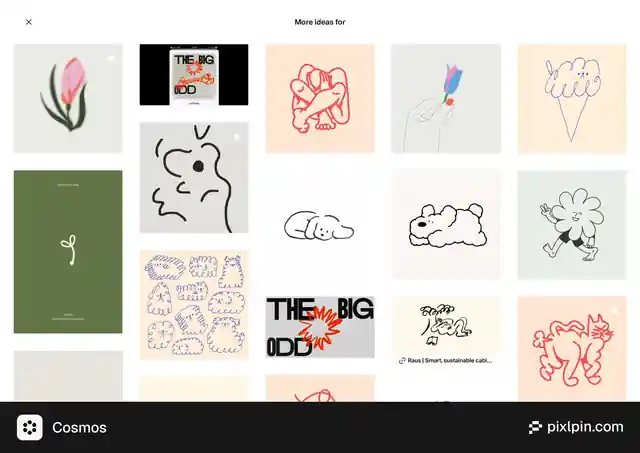 More ideas for
THE BIG
ODD
THE BIG
ODD
Raus | Smart, sustainable cabi...
Cosmos
pixlpin.com